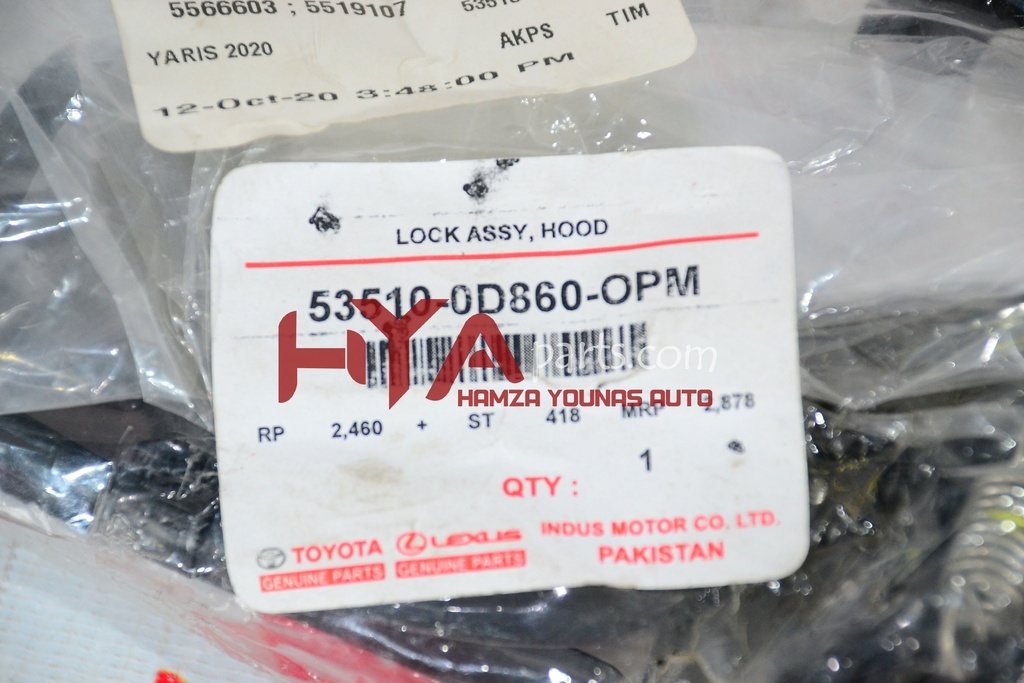 5566603 ; 5519107 53510
YARIS 2020 AKPS TIM
12-Oct-20 3:48:00 PM
LOCK ASSY, HOOD
53510-0D860-OPM
HYA parts.com
HAMZA YOUNAS AUTO
RP 2,460 + ST 418 MRP 2,878
1
QTY :
TOYOTA LEXUS INDUS MOTOR CO. LTD.
GENUINE PARTS GENUINE PARTS PAKISTAN